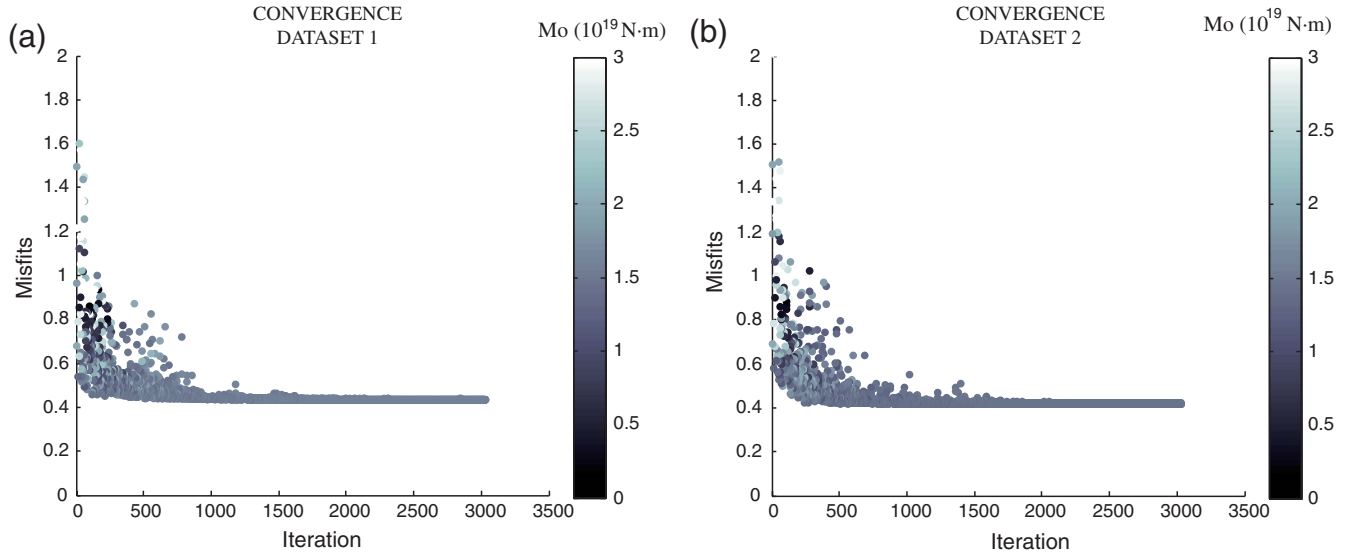 (a)
CONVERGENCE
DATASET 1
Mo (10^19 N·m)
2
1.8
1.6
1.4
1.2
1
0.8
0.6
0.4
0.2
0
Misfits
0 500 1000 1500 2000 2500 3000 3500
Iteration
3
2.5
2
1.5
1
0.5
0
(b)
CONVERGENCE
DATASET 2
Mo (10^19 N·m)
2
1.8
1.6
1.4
1.2
1
0.8
0.6
0.4
0.2
0
Misfits
0 500 1000 1500 2000 2500 3000 3500
Iteration
3
2.5
2
1.5
1
0.5
0